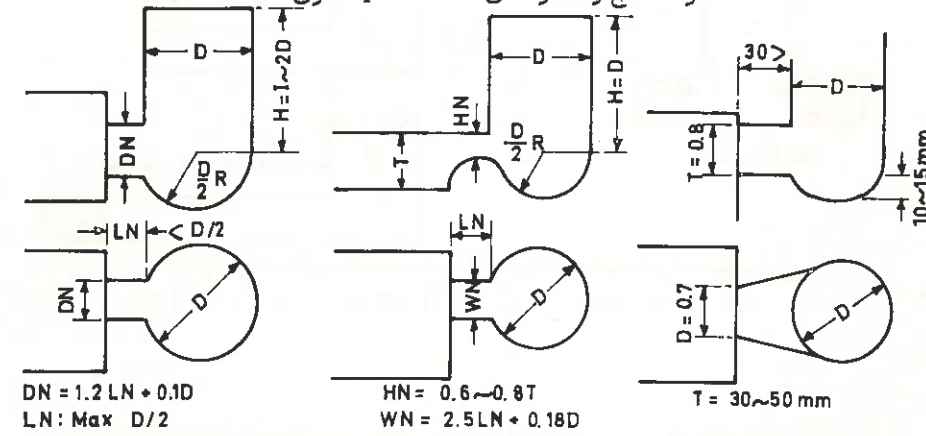 D
H=1~2D
DN
D/2 R
LN < D/2
DN
D
DN = 1.2 LN + 0.1D
LN: Max D/2
D
H=D
HN
T
D/2 R
LN
WN
D
HN = 0.6~0.8T
WN = 2.5LN + 0.18D
30>
D
T = 0.8
10~15mm
D = 0.7
D
T = 30~50 mm